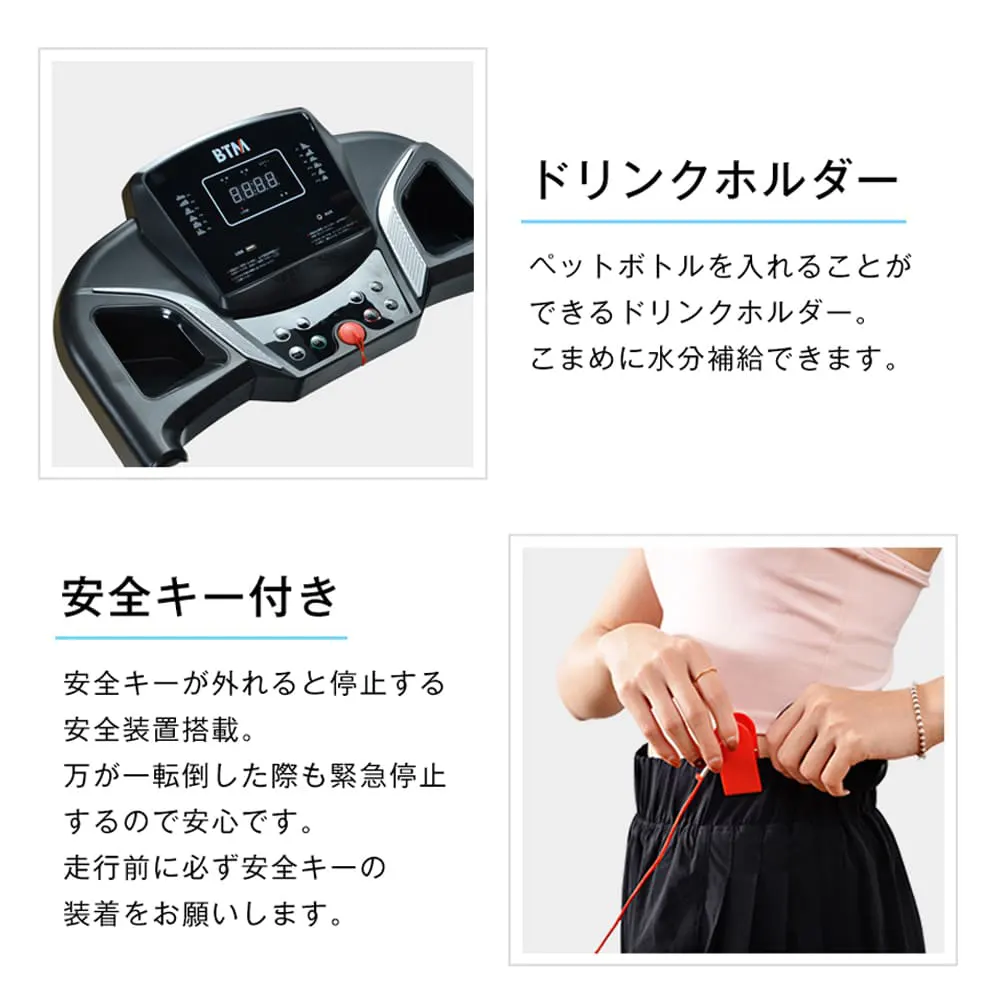 BTM
ドリンクホルダー
ペットボトルを入れることが
できるドリンクホルダー。
こまめに水分補給できます。
安全キー付き
安全キーが外れると停止する
安全装置搭載。
万が一転倒した際も緊急停止
するので安心です。
走行前に必ず安全キーの
装着をお願いします。